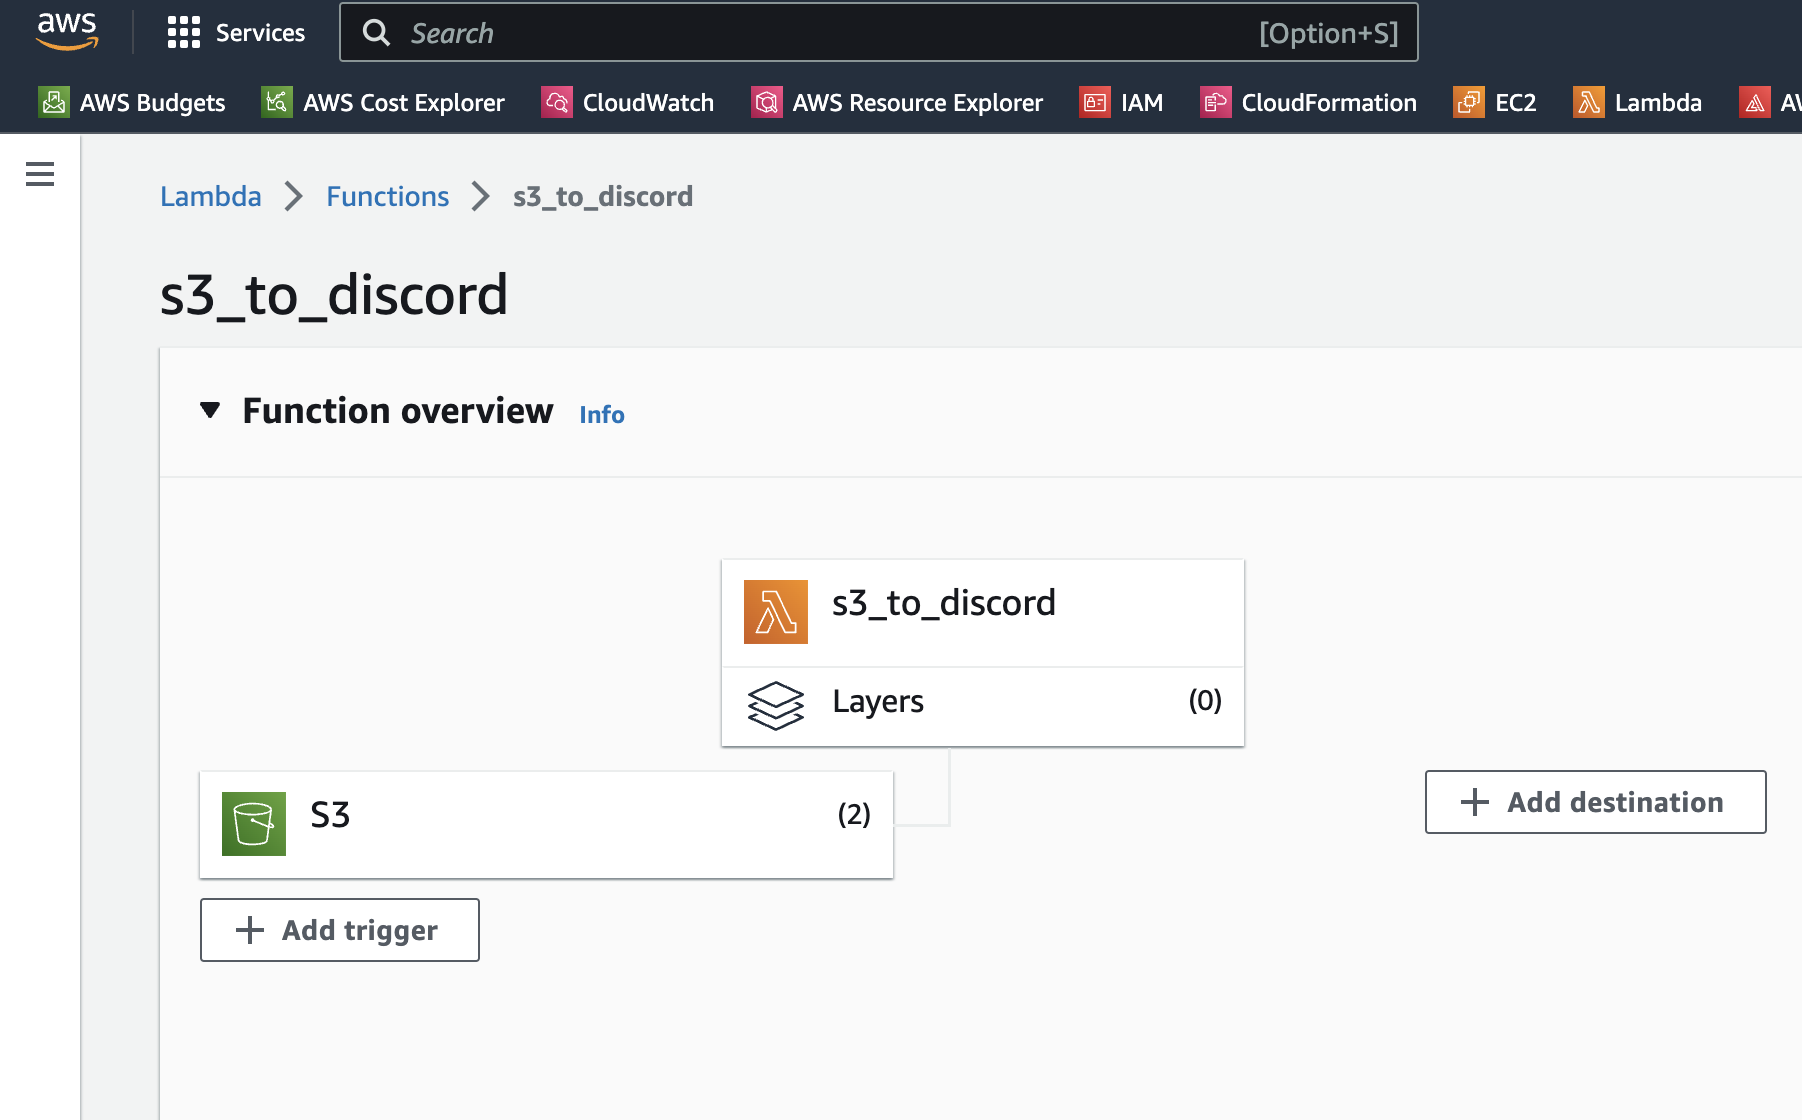 aws Services Search [Option+S]
AWS Budgets AWS Cost Explorer CloudWatch AWS Resource Explorer IAM CloudFormation EC2 Lambda
Lambda Functions s3_to_discord
s3_to_discord
Function overview Info
s3_to_discord
Layers (0)
S3 (2)
Add destination
Add trigger